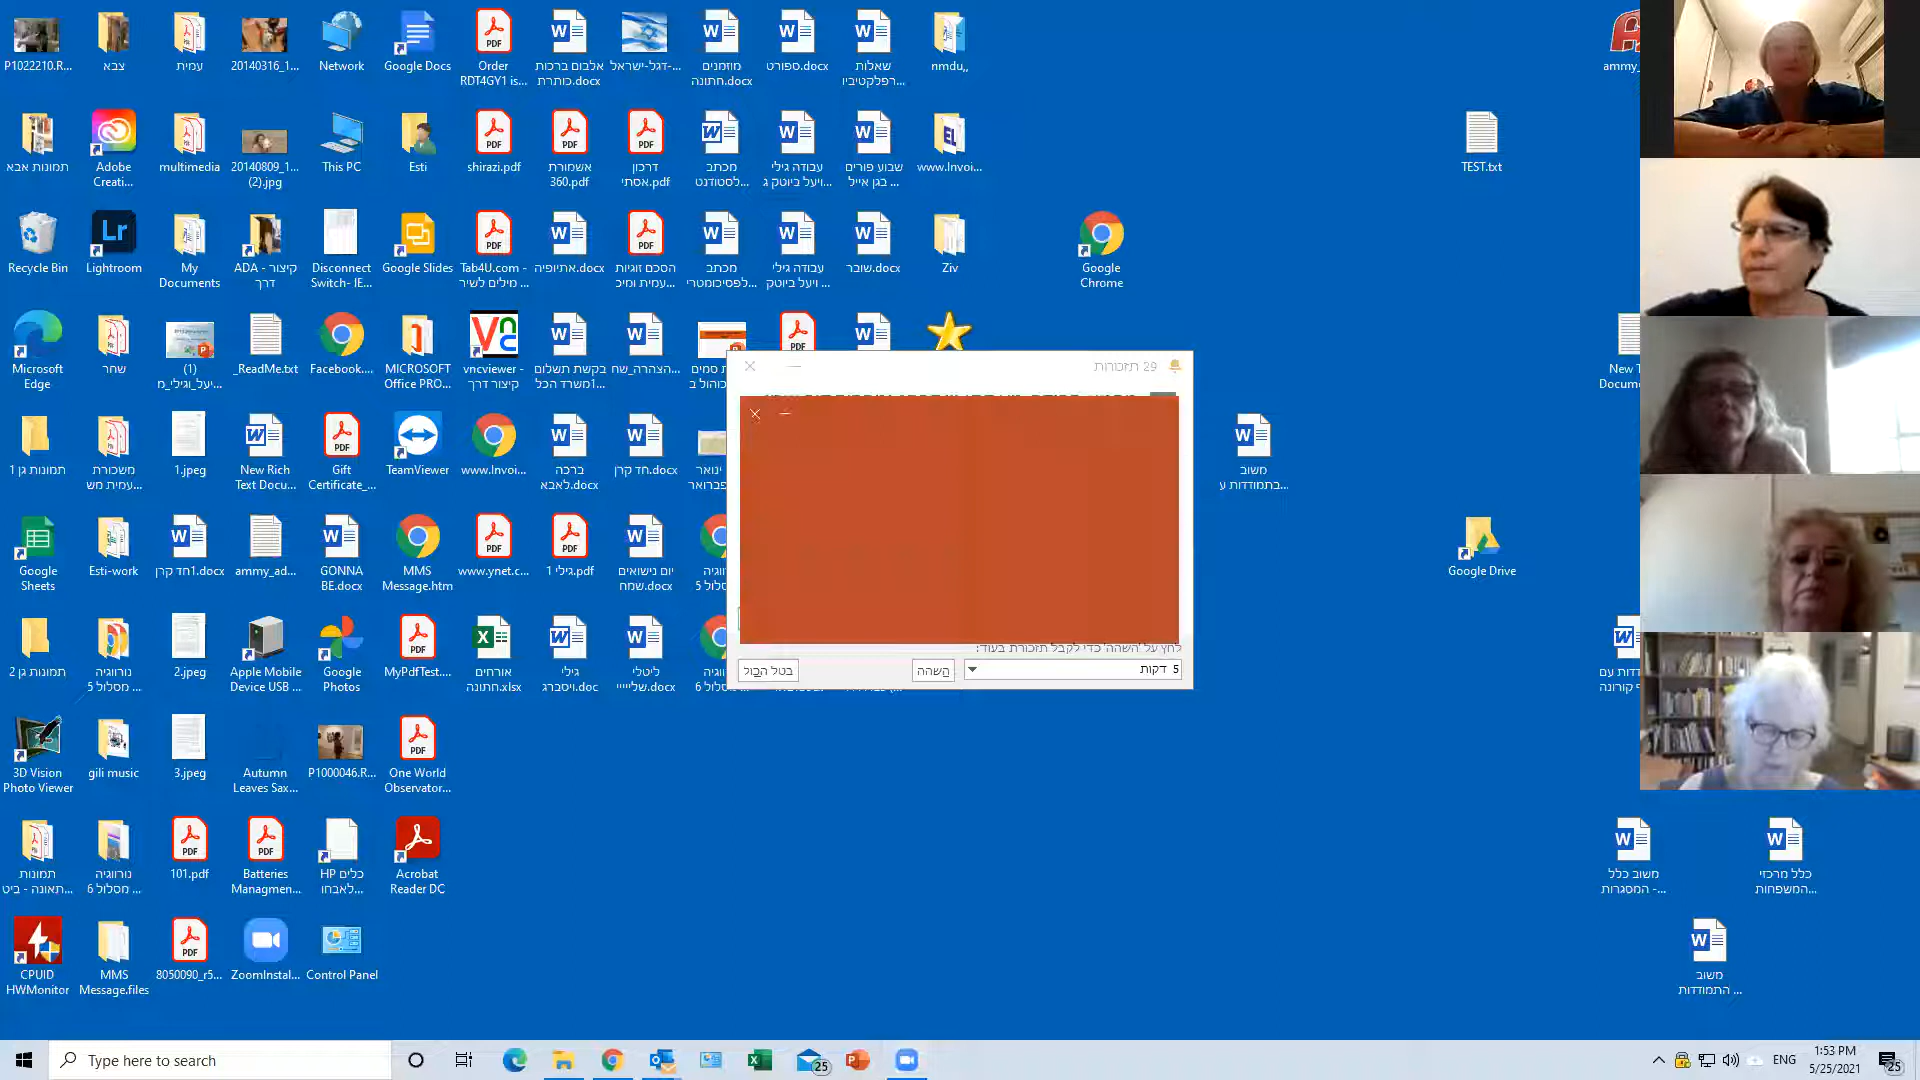 P1022210.R...
צבא
עמית
20140316_1...
Network
Google Docs
Order
RDT4GY1 is...
אלבום ברכות
כותרת.docx
דגל-ישראל-...
מוזמנים
חתונה.docx
ספורט.docx
שאלות
רפלקטיביו...
nmdu,,
תמונות אבא
Adobe
Creati...
multimedia
20140809_1...
(2).jpg
This PC
Esti
shirazi.pdf
אשמורת
360.pdf
דרכון
אסתי.pdf
מכתב
לסטודנט...
עבודה גילי
ויעל ביוטק ג...
שבוע פורים
בגן אייל ...
www.Invoi...
TEST.txt
Recycle Bin
Lightroom
My
Documents
קיצור - ADA
דרך
Disconnect
Switch- IE...
Google Slides
Tab4U.com -
מילים לשיר ...
אתיופיה.docx
הסכם זוגיות
עמית ומיכ...
מכתב
לפסיכומטרי...
עבודה גילי
ויעל ביוטק ...
שובר.docx
Ziv
Google
Chrome
Microsoft
Edge
שחר
(1)
יעל_וגילי_מ...
_ReadMe.txt
Facebook....
MICROSOFT
Office PRO...
vncviewer -
קיצור דרך
בקשת תשלום
משרד הכל1...
הצהרה_שח...
29 תזכורות
תמונות גן 1
משכורת
עמית מש...
1.jpeg
New Rich
Text Docu...
Gift
Certificate_...
TeamViewer
www.Invoi...
ברכה
לאבא.docx
חד קרן.docx
ינואר
פברואר
משוב
בתמודדות ע...
Google
Sheets
Esti-work
חד קרן1.docx
ammy_ad...
GONNA
BE.docx
MMS
Message.htm
www.ynet.c...
גילי 1.pdf
יום נישואים
שמח.docx
Google Drive
תמונות גן 2
נורווגיה
מסלול 5 ...
2.jpeg
Apple Mobile
Device USB ...
Google
Photos
MyPdfTest....
אורחים
חתונה.xlsx
גילי
ויסברג.doc
ליטלי
שלייייי.docx
לחץ על 'השהה' כדי לקבל תזכורת בעוד:
5 דקות
השהה
בטל הכול
3D Vision
Photo Viewer
gili music
3.jpeg
Autumn
Leaves Sax...
P1000046.R...
One World
Observator...
תמונות
תאונה - ביט...
נורווגיה
מסלול 6 ...
101.pdf
Batteries
Managmen...
כלים HP
לאבחו...
Acrobat
Reader DC
משוב כלל
המסגרות -...
כלל מרכזי
המשפחות...
CPUID
HWMonitor
MMS
Message.files
8050090_r5...
ZoomInstal...
Control Panel
משוב
התמודדות ...
Type here to search
25
ENG
1:53 PM
5/25/2021
25